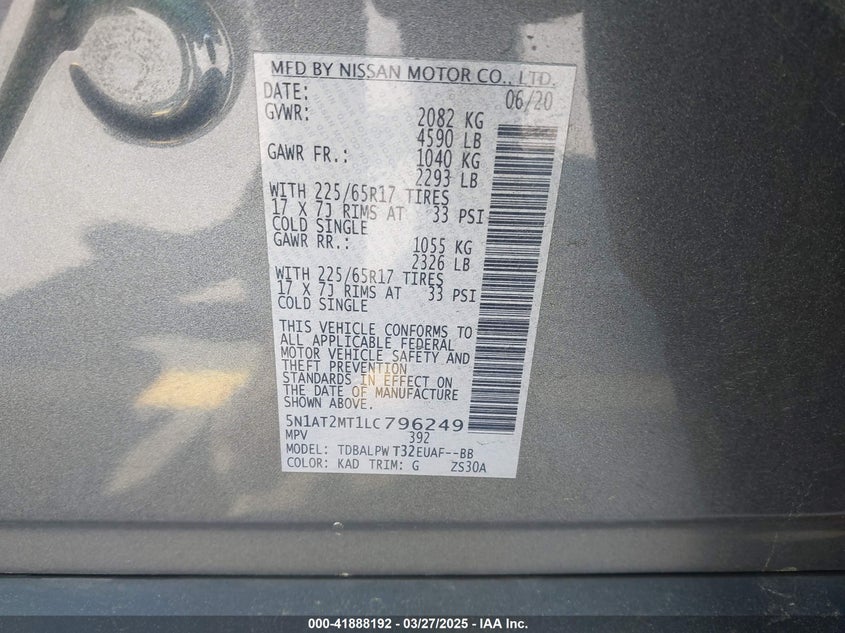 MFD BY NISSAN MOTOR CO., LTD.
DATE: 06/20
GVWR: 2082 KG
4590 LB
GAWR FR.: 1040 KG
2293 LB
WITH 225/65R17 TIRES
17 X 7J RIMS AT 33 PSI
COLD SINGLE
GAWR RR.: 1055 KG
2326 LB
WITH 225/65R17 TIRES
17 X 7J RIMS AT 33 PSI
COLD SINGLE
THIS VEHICLE CONFORMS TO
ALL APPLICABLE FEDERAL
MOTOR VEHICLE SAFETY AND
THEFT PREVENTION
STANDARDS IN EFFECT ON
THE DATE OF MANUFACTURE
SHOWN ABOVE.
5N1AT2MT1LC796249
MPV 392
MODEL: TDBALPW T32EUAF--BB
COLOR: KAD TRIM: G ZS30A
000-41888192 - 03/27/2025 - IAA Inc.